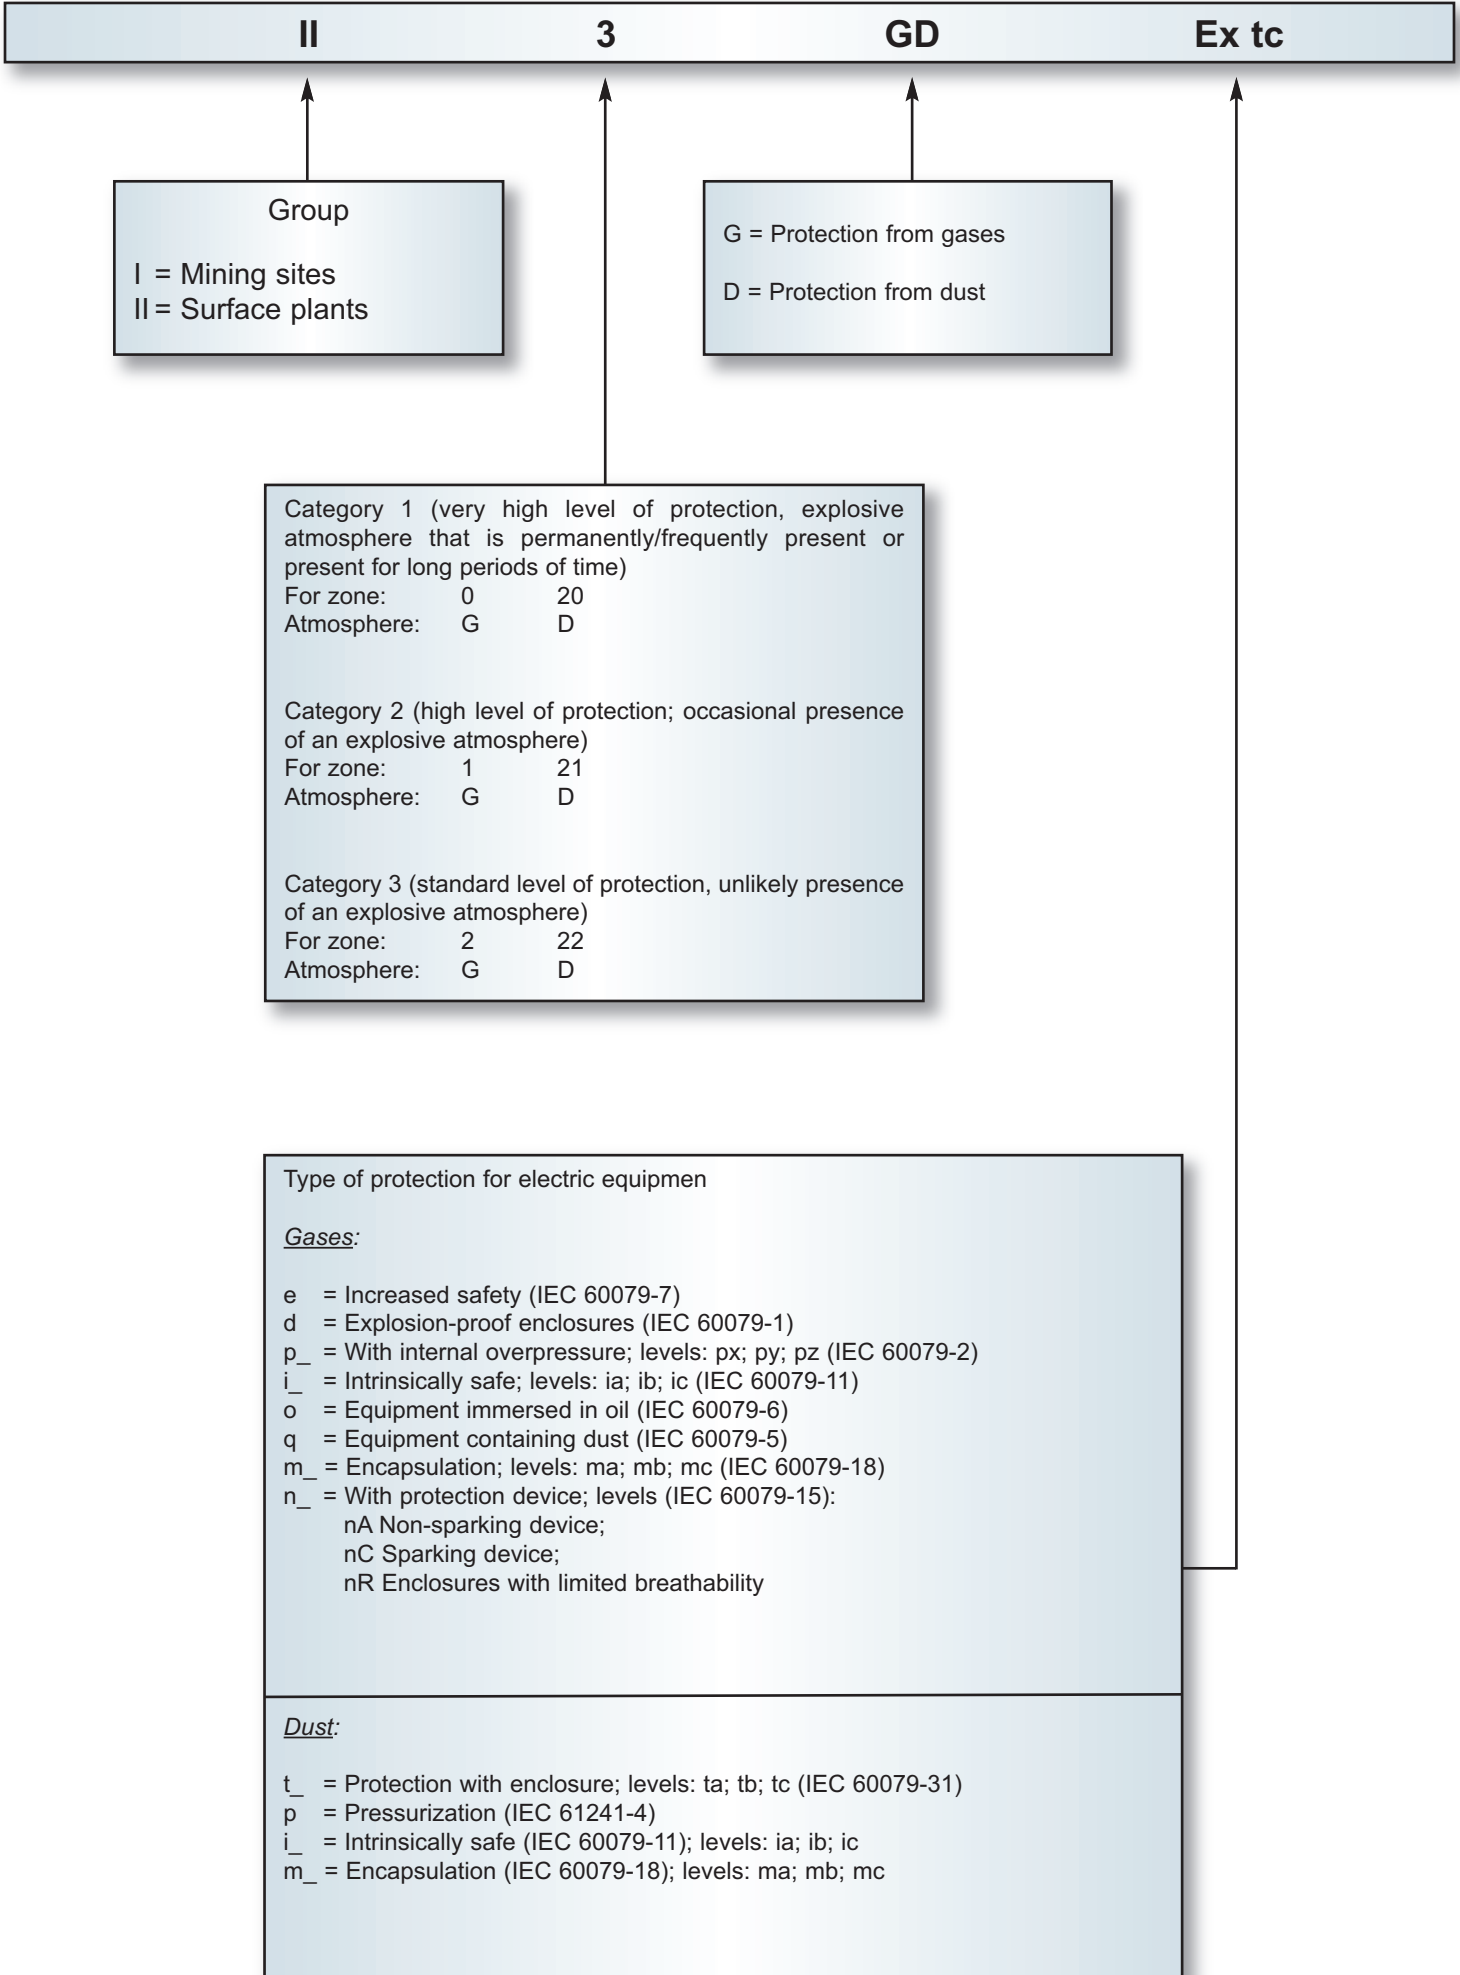 II 3 GD Ex tc
Group
I = Mining sites
II = Surface plants
G = Protection from gases
D = Protection from dust
Category 1 (very high level of protection, explosive
atmosphere that is permanently/frequently present or
present for long periods of time)
For zone: 0 20
Atmosphere: G D
Category 2 (high level of protection; occasional presence
of an explosive atmosphere)
For zone: 1 21
Atmosphere: G D
Category 3 (standard level of protection, unlikely presence
of an explosive atmosphere)
For zone: 2 22
Atmosphere: G D
Type of protection for electric equipmen
Gases:
e = Increased safety (IEC 60079-7)
d = Explosion-proof enclosures (IEC 60079-1)
p_ = With internal overpressure; levels: px; py; pz (IEC 60079-2)
i_ = Intrinsically safe; levels: ia; ib; ic (IEC 60079-11)
o = Equipment immersed in oil (IEC 60079-6)
q = Equipment containing dust (IEC 60079-5)
m_ = Encapsulation; levels: ma; mb; mc (IEC 60079-18)
n_ = With protection device; levels (IEC 60079-15):
nA Non-sparking device;
nC Sparking device;
nR Enclosures with limited breathability
Dust:
t_ = Protection with enclosure; levels: ta; tb; tc (IEC 60079-31)
p = Pressurization (IEC 61241-4)
i_ = Intrinsically safe (IEC 60079-11); levels: ia; ib; ic
m_ = Encapsulation (IEC 60079-18); levels: ma; mb; mc